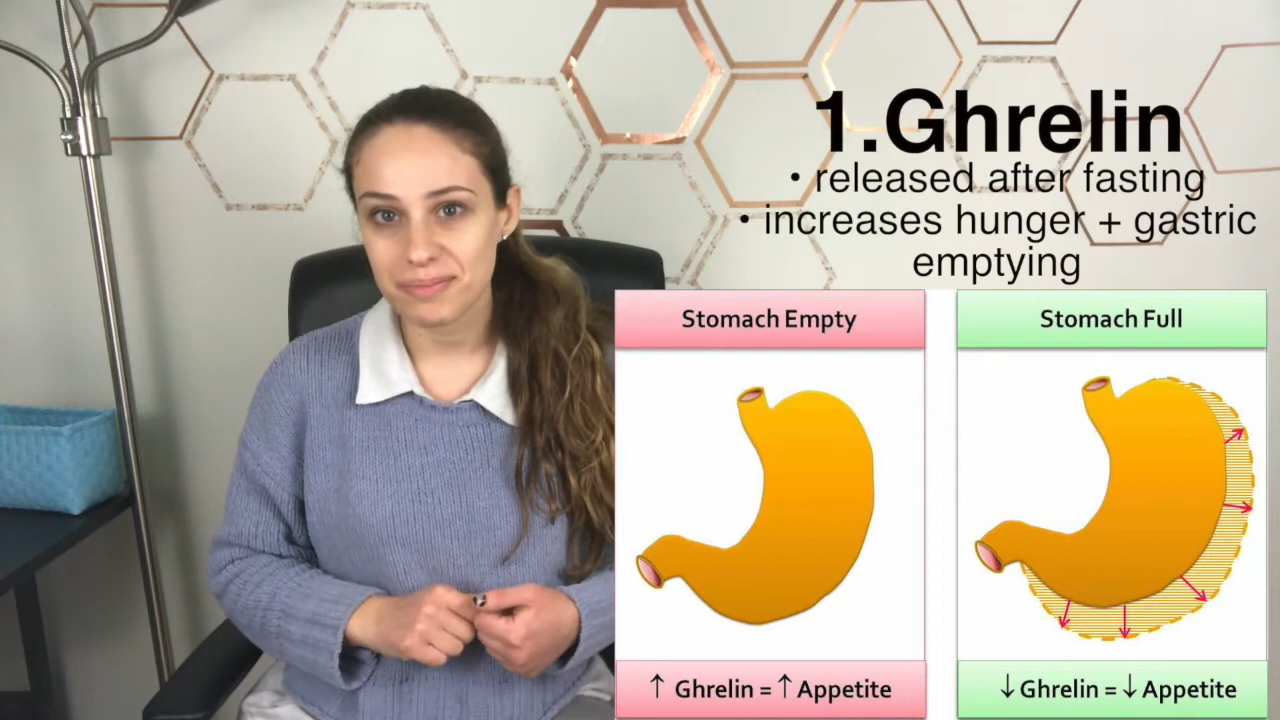 1.Ghrelin
• released after fasting
• increases hunger + gastric
emptying
Stomach Empty
Stomach Full
↑ Ghrelin = ↑ Appetite
↓ Ghrelin = ↓ Appetite